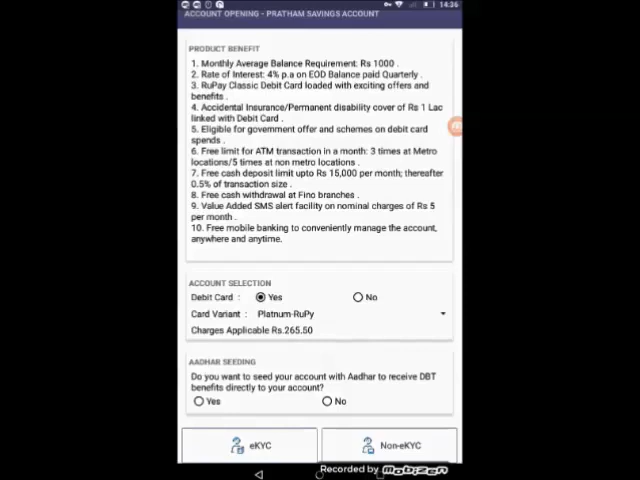 14:36
ACCOUNT OPENING - PRATHAM SAVINGS ACCOUNT
PRODUCT BENEFIT
1. Monthly Average Balance Requirement: Rs 1000 .
2. Rate of Interest: 4% p.a on EOD Balance paid Quarterly .
3. RuPay Classic Debit Card loaded with exciting offers and
benefits .
4. Accidental Insurance/Permanent disability cover of Rs 1 Lac
linked with Debit Card .
5. Eligible for government offer and schemes on debit card
spends .
6. Free limit for ATM transaction in a month: 3 times at Metro
locations/5 times at non metro locations .
7. Free cash deposit limit upto Rs 15,000 per month; thereafter
0.5% of transaction size .
8. Free cash withdrawal at Fino branches .
9. Value Added SMS alert facility on nominal charges of Rs 5
per month .
10. Free mobile banking to conveniently manage the account,
anywhere and anytime.
ACCOUNT SELECTION
Debit Card : Yes No
Card Variant : Platnum-RuPy
Charges Applicable Rs.265.50
AADHAR SEEDING
Do you want to seed your account with Aadhar to receive DBT
benefits directly to your account?
Yes No
eKYC Non-eKYC
Recorded by mobizen